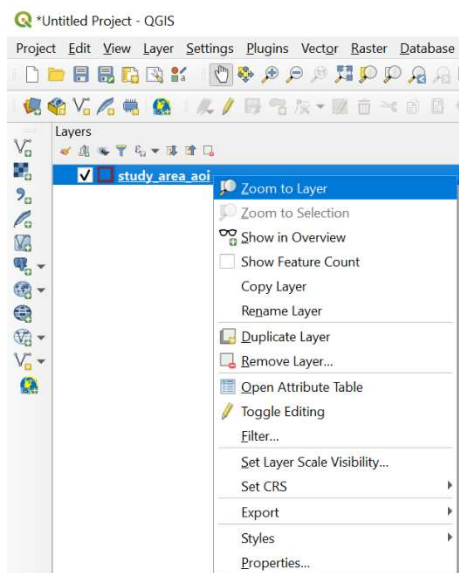 *Untitled Project - QGIS
Project Edit View Layer Settings Plugins Vector Raster Database
Layers
study_area_aoi
Zoom to Layer
Zoom to Selection
Show in Overview
Show Feature Count
Copy Layer
Rename Layer
Duplicate Layer
Remove Layer...
Open Attribute Table
Toggle Editing
Filter...
Set Layer Scale Visibility...
Set CRS
Export
Styles
Properties...